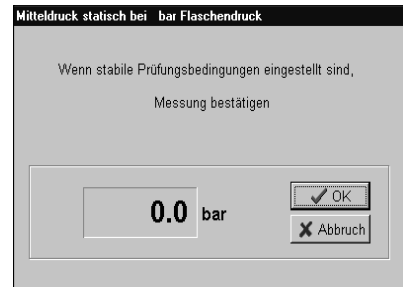 Mitteldruck statisch bei   bar Flaschendruck
Wenn stabile Prüfungsbedingungen eingestellt sind,
Messung bestätigen
0.0 bar
OK
Abbruch